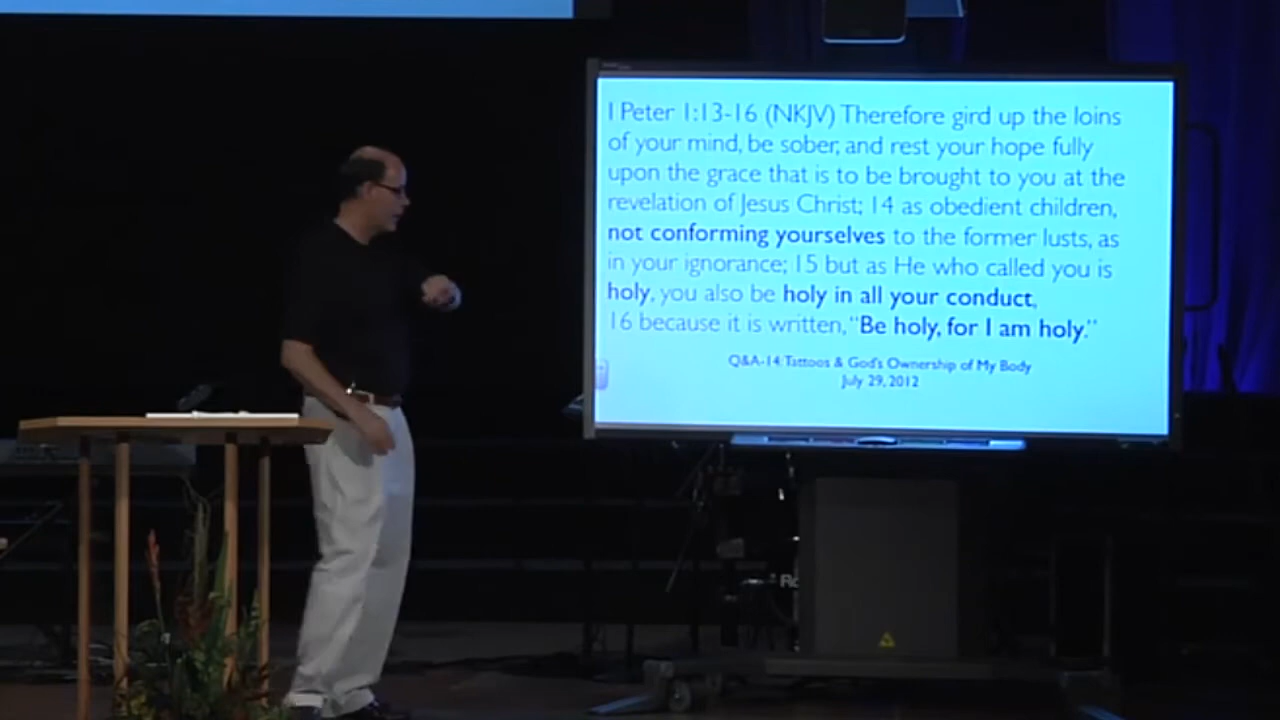 1 Peter 1:13-16 (NKJV) Therefore gird up the loins
of your mind, be sober, and rest your hope fully
upon the grace that is to be brought to you at the
revelation of Jesus Christ; 14 as obedient children,
not conforming yourselves to the former lusts, as
in your ignorance; 15 but as He who called you is
holy, you also be holy in all your conduct,
16 because it is written, "Be holy, for I am holy."
Q&A-14: Tattoos & God's Ownership of My Body
July 29, 2012